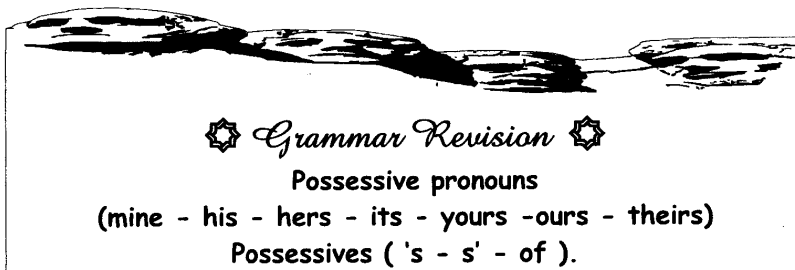 Grammar Revision
Possessive pronouns
(mine - his - hers - its - yours -ours - theirs)
Possessives ( 's - s' - of ).